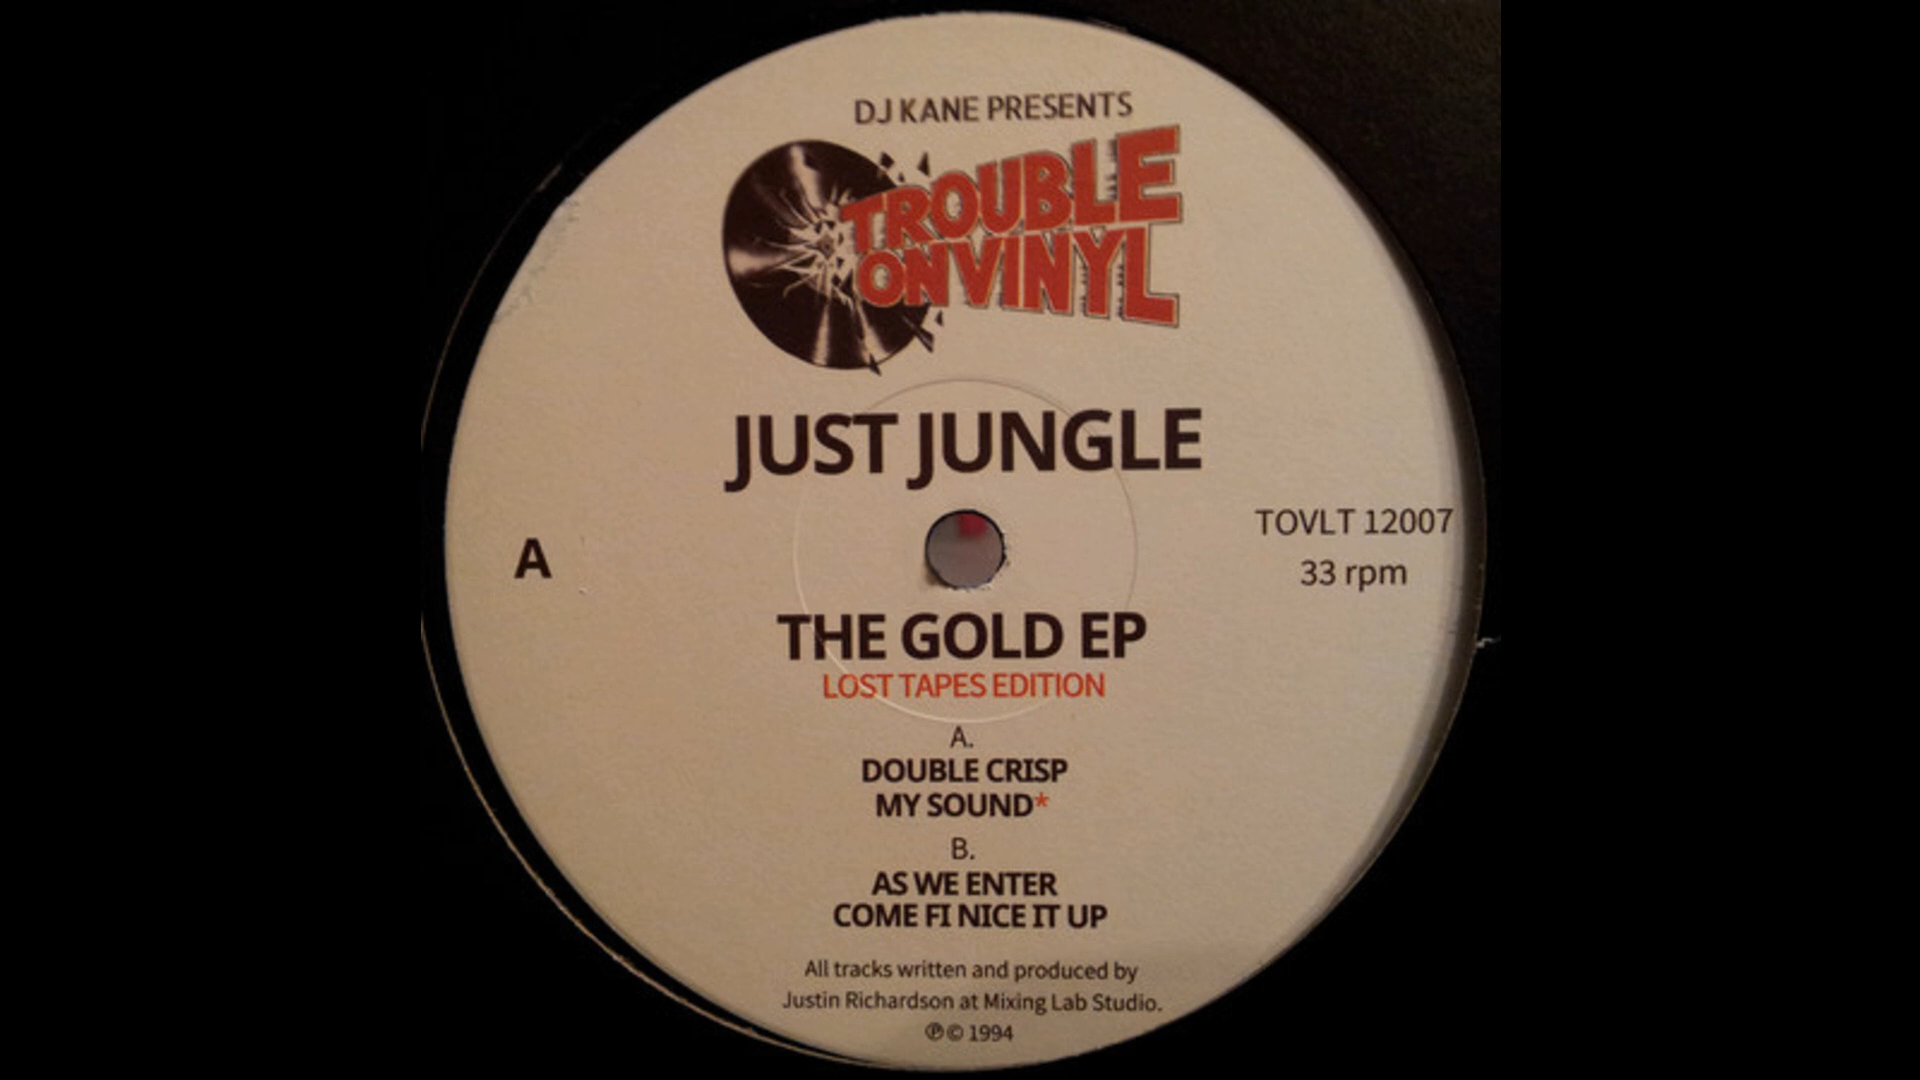 DJ KANE PRESENTS
TROUBLE
ON VINYL
JUST JUNGLE
TOVLT 12007
A
33 rpm
THE GOLD EP
LOST TAPES EDITION
A.
DOUBLE CRISP
MY SOUND*
B.
AS WE ENTER
COME FI NICE IT UP
All tracks written and produced by
Justin Richardson at Mixing Lab Studio.
℗© 1994